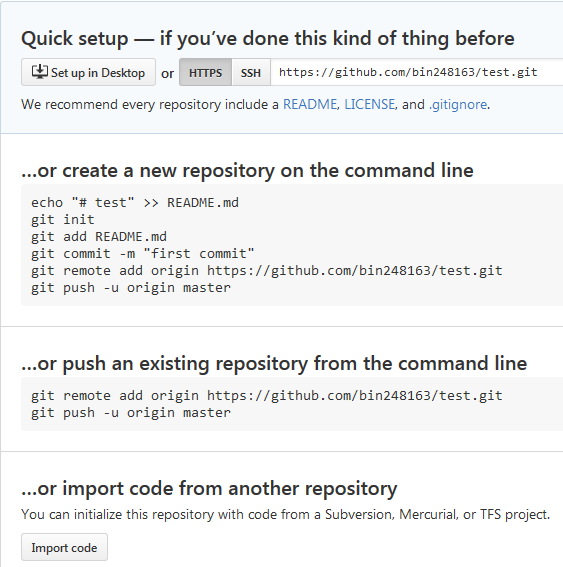 Quick setup — if you’ve done this kind of thing before
Set up in Desktop or HTTPS SSH https://github.com/bin248163/test.git
We recommend every repository include a README, LICENSE, and .gitignore.
…or create a new repository on the command line
echo "# test" >> README.md
git init
git add README.md
git commit -m "first commit"
git remote add origin https://github.com/bin248163/test.git
git push -u origin master
…or push an existing repository from the command line
git remote add origin https://github.com/bin248163/test.git
git push -u origin master
…or import code from another repository
You can initialize this repository with code from a Subversion, Mercurial, or TFS project.
Import code